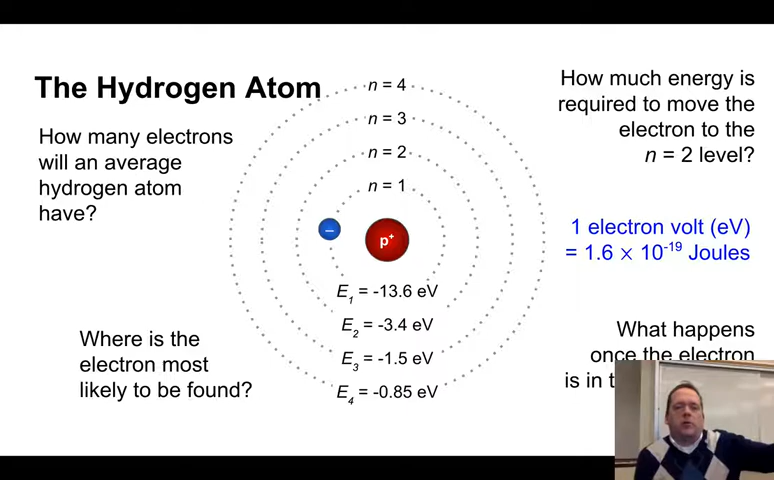 The Hydrogen Atom
How many electrons
will an average
hydrogen atom
have?
Where is the
electron most
likely to be found?
n = 4
n = 3
n = 2
n = 1
–
p⁺
E₁ = -13.6 eV
E₂ = -3.4 eV
E₃ = -1.5 eV
E₄ = -0.85 eV
How much energy is
required to move the
electron to the
n = 2 level?
1 electron volt (eV)
= 1.6 × 10⁻¹⁹ Joules
What happens
once the electron
is in